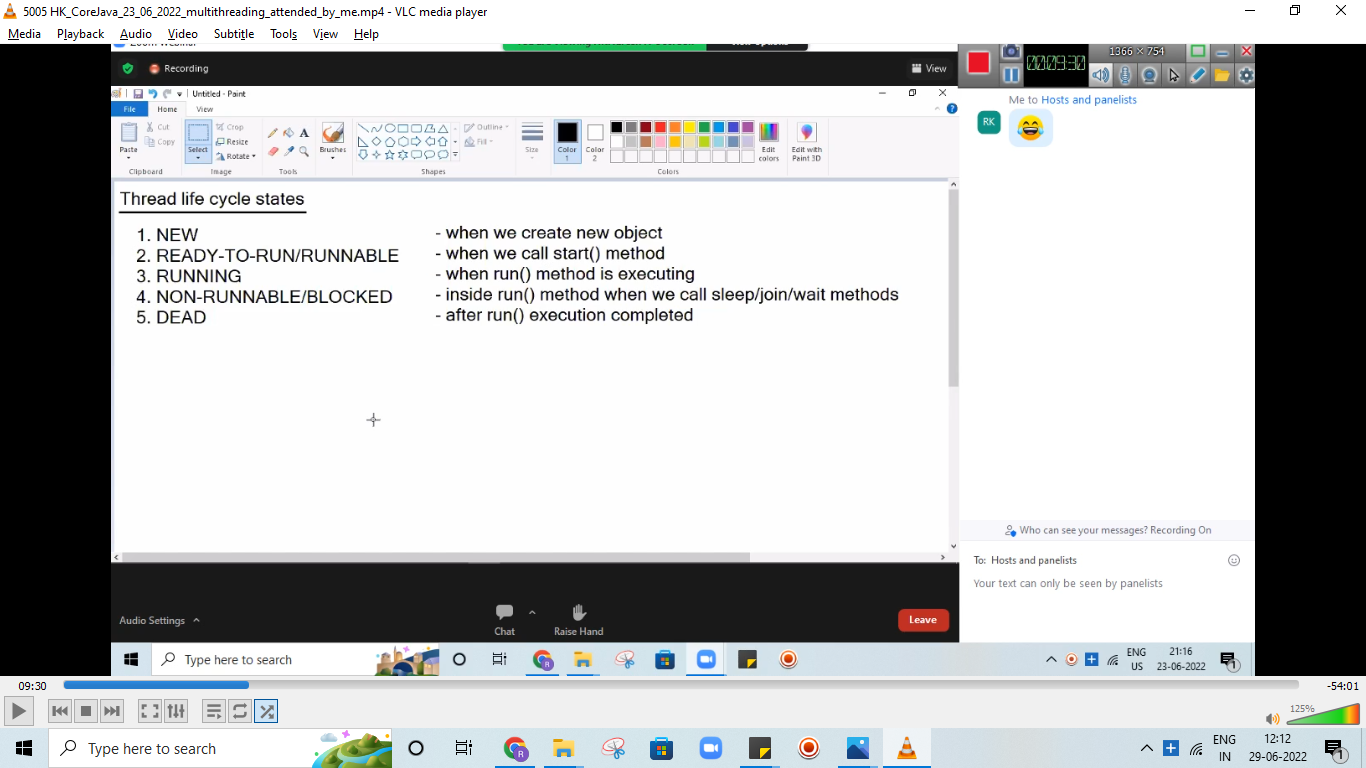 5005 HK_CoreJava_23_06_2022_multithreading_attended_by_me.mp4 - VLC media player
Media Playback Audio Video Subtitle Tools View Help
Recording
View
00:09:30
1366 × 754
Untitled - Paint
File Home View
Paste
Cut
Copy
Clipboard
Select
Crop
Resize
Rotate
Image
Tools
Brushes
Outline
Fill
Shapes
Size
Color 1
Color 2
Edit colors
Colors
Edit with Paint 3D
Thread life cycle states
1. NEW - when we create new object
2. READY-TO-RUN/RUNNABLE - when we call start() method
3. RUNNING - when run() method is executing
4. NON-RUNNABLE/BLOCKED - inside run() method when we call sleep/join/wait methods
5. DEAD - after run() execution completed
Me to Hosts and panelists
RK
Who can see your messages? Recording On
To: Hosts and panelists
Your text can only be seen by panelists
Audio Settings
Chat
Raise Hand
Leave
Type here to search
ENG
US
21:16
23-06-2022
1
09:30
-54:01
125%
Type here to search
ENG
IN
12:12
29-06-2022
1